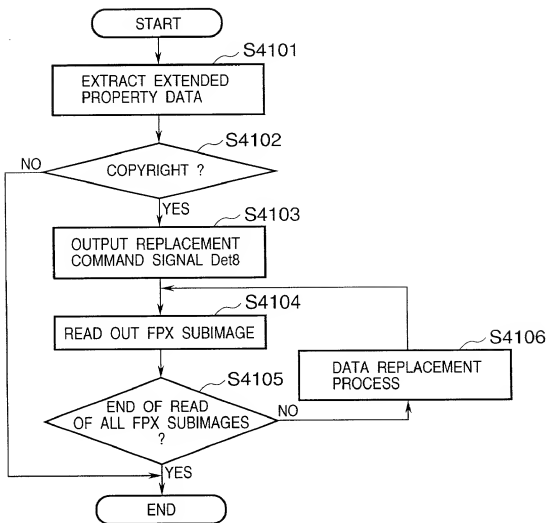 START
S4101
EXTRACT EXTENDED
PROPERTY DATA
S4102
COPYRIGHT ?
NO
YES
S4103
OUTPUT REPLACEMENT
COMMAND SIGNAL Det8
S4104
READ OUT FPX SUBIMAGE
S4106
DATA REPLACEMENT
PROCESS
S4105
END OF READ
OF ALL FPX SUBIMAGES
?
NO
YES
END